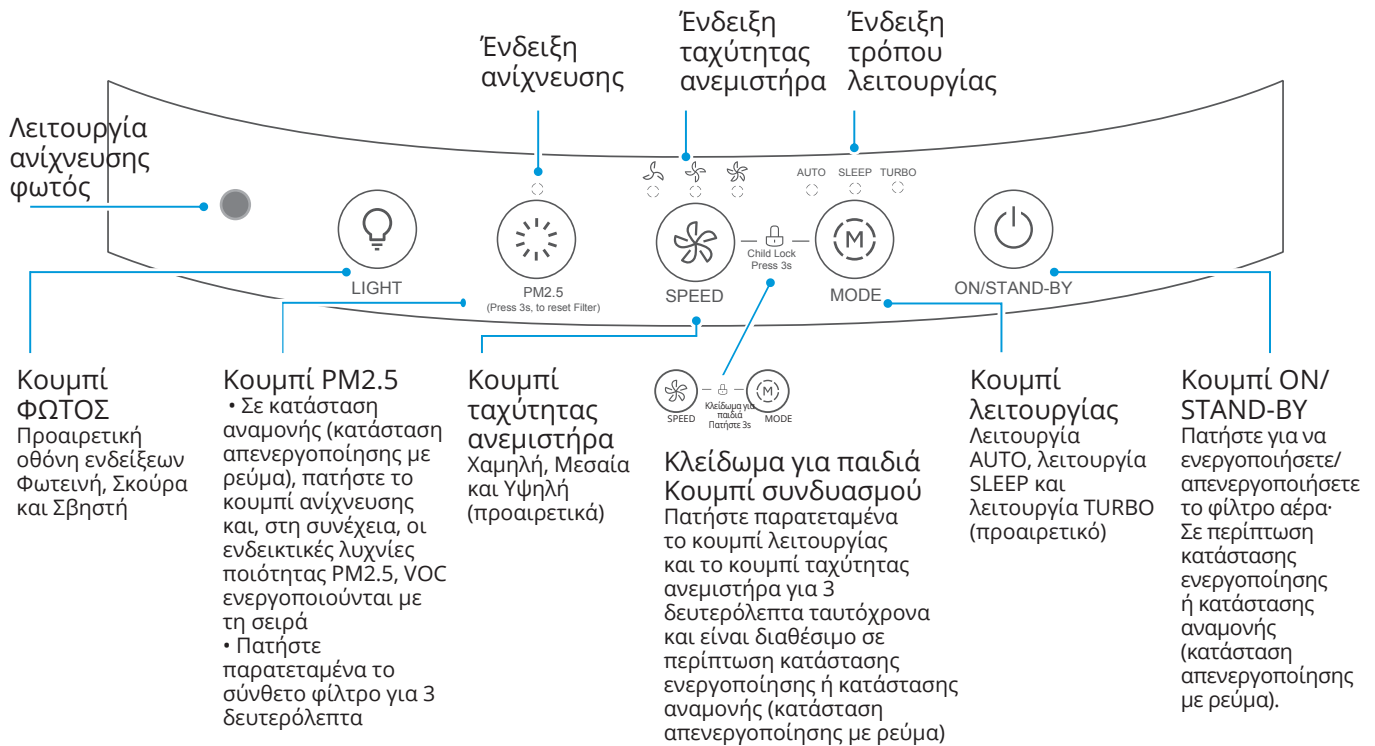 Ένδειξη
ανίχνευσης
Ένδειξη
ταχύτητας
ανεμιστήρα
Ένδειξη
τρόπου
λειτουργίας
Λειτουργία
ανίχνευσης
φωτός
AUTO SLEEP TURBO
Child Lock
Press 3s
LIGHT
PM2.5
(Press 3s, to reset Filter)
SPEED
MODE
ON/STAND-BY
Κουμπί
ΦΩΤΟΣ
Προαιρετική
οθόνη ενδείξεων
Φωτεινή, Σκούρα
και Σβηστή
Κουμπί PM2.5
• Σε κατάσταση
αναμονής (κατάσταση
απενεργοποίησης με
ρεύμα), πατήστε το
κουμπί ανίχνευσης
και, στη συνέχεια, οι
ενδεικτικές λυχνίες
ποιότητας PM2.5, VOC
ενεργοποιούνται με
τη σειρά
• Πατήστε
παρατεταμένα το
σύνθετο φίλτρο για 3
δευτερόλεπτα
Κουμπί
ταχύτητας
ανεμιστήρα
Χαμηλή, Μεσαία
και Υψηλή
(προαιρετικά)
SPEED
Κλείδωμα για
παιδιά
Πατήστε 3s
MODE
Κλείδωμα για παιδιά
Κουμπί συνδυασμού
Πατήστε παρατεταμένα
το κουμπί λειτουργίας
και το κουμπί ταχύτητας
ανεμιστήρα για 3
δευτερόλεπτα ταυτόχρονα
και είναι διαθέσιμο σε
περίπτωση κατάστασης
ενεργοποίησης ή κατάστασης
αναμονής (κατάσταση
απενεργοποίησης με ρεύμα)
Κουμπί
λειτουργίας
Λειτουργία
AUTO, λειτουργία
SLEEP και
λειτουργία TURBO
(προαιρετικό)
Κουμπί ON/
STAND-BY
Πατήστε για να
ενεργοποιήσετε/
απενεργοποιήσετε
το φίλτρο αέρα·
Σε περίπτωση
κατάστασης
ενεργοποίησης
ή κατάστασης
αναμονής
(κατάσταση
απενεργοποίησης
με ρεύμα).